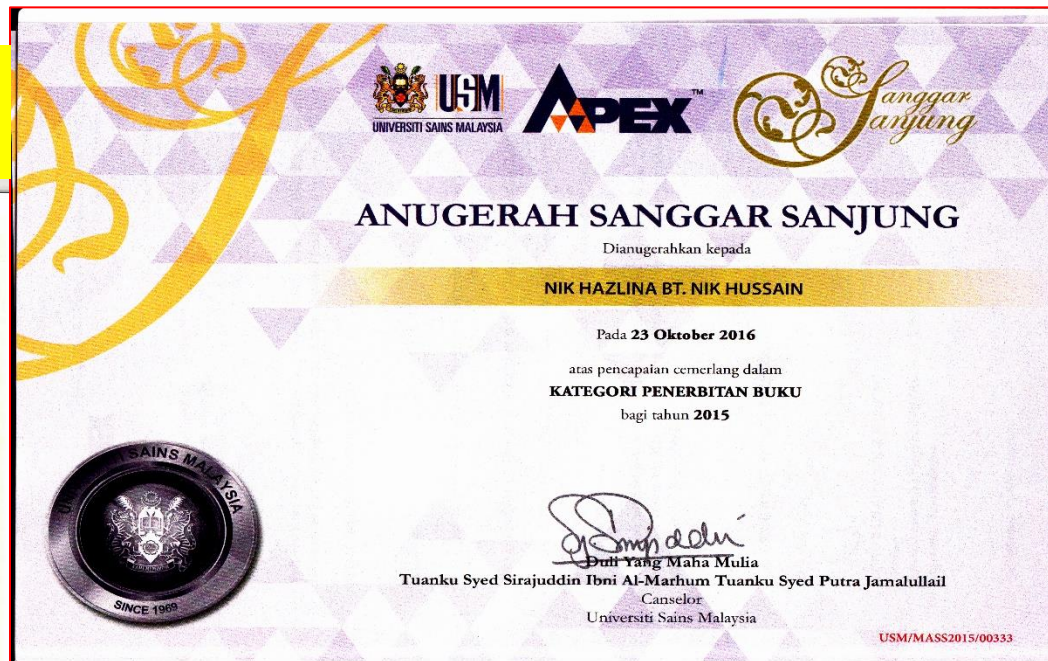 USM
UNIVERSITI SAINS MALAYSIA
APEX™
Sanggar
Sanjung
ANUGERAH SANGGAR SANJUNG
Dianugerahkan kepada
NIK HAZLINA BT. NIK HUSSAIN
Pada 23 Oktober 2016
atas pencapaian cemerlang dalam
KATEGORI PENERBITAN BUKU
bagi tahun 2015
UNIVERSITI SAINS MALAYSIA
SINCE 1969
Duli Yang Maha Mulia
Tuanku Syed Sirajuddin Ibni Al-Marhum Tuanku Syed Putra Jamalullail
Canselor
Universiti Sains Malaysia
USM/MASS2015/00333